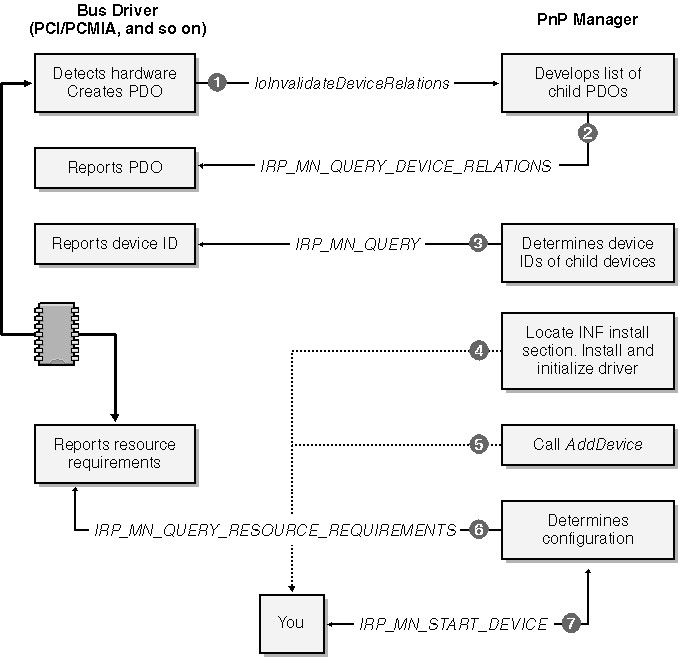 Bus Driver
(PCI/PCMIA, and so on)
PnP Manager
Detects hardware
Creates PDO
1
IoInvalidateDeviceRelations
Develops list of
child PDOs
2
Reports PDO
IRP_MN_QUERY_DEVICE_RELATIONS
Reports device ID
IRP_MN_QUERY
3
Determines device
IDs of child devices
4
Locate INF install
section. Install and
initialize driver
Reports resource
requirements
5
Call AddDevice
IRP_MN_QUERY_RESOURCE_REQUIREMENTS
6
Determines
configuration
You
IRP_MN_START_DEVICE
7